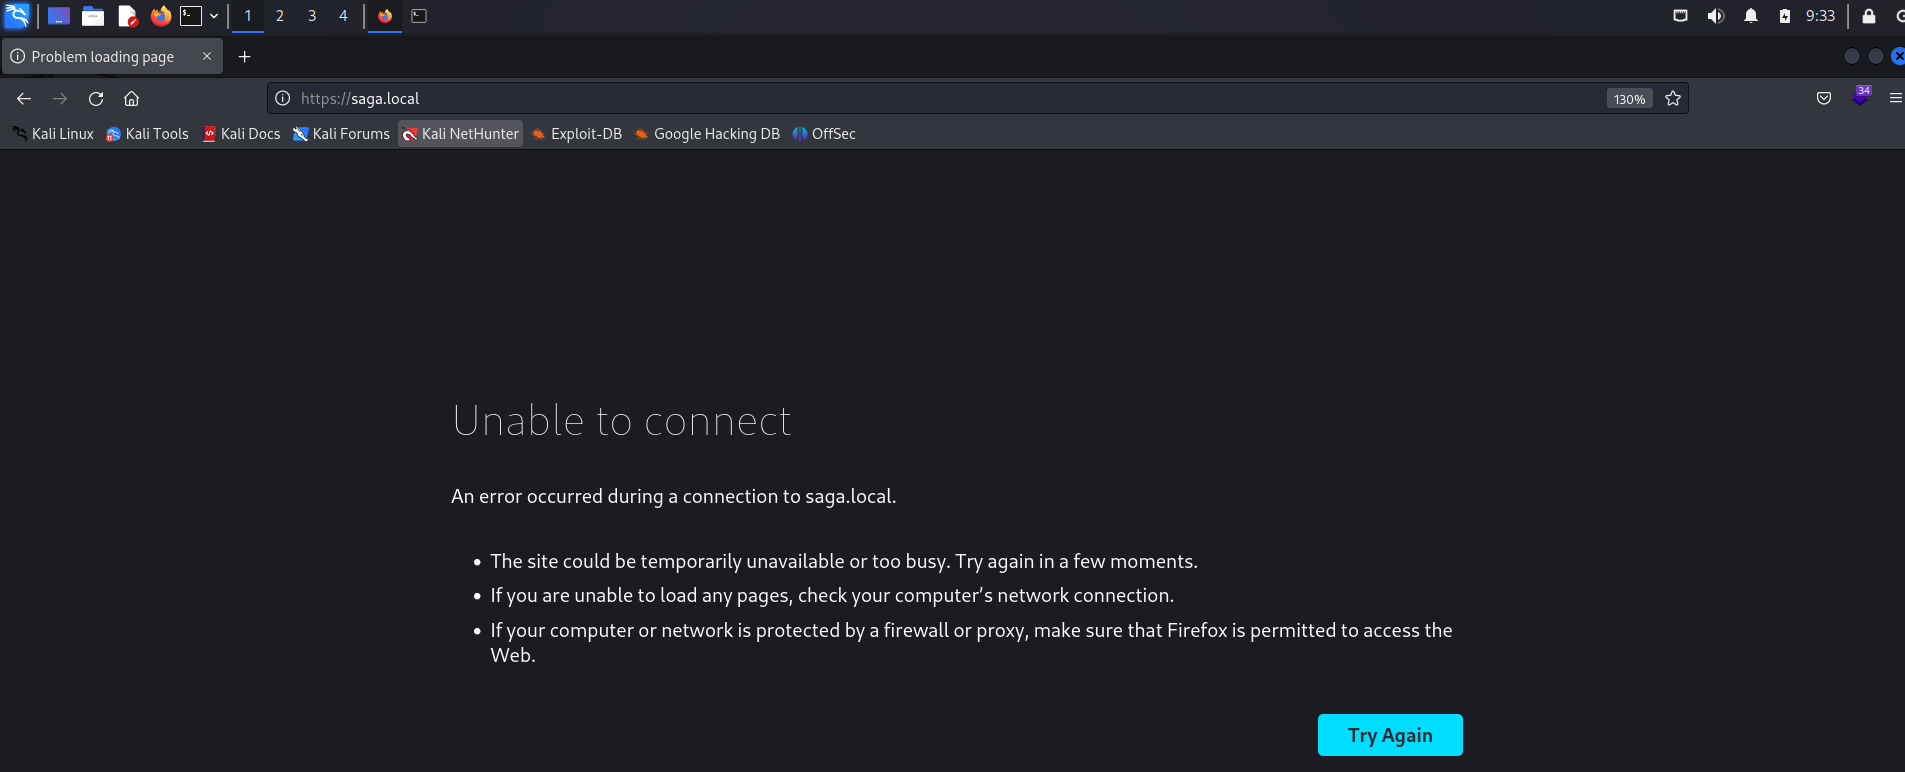 1 2 3 4 9:33
Problem loading page
https://saga.local 130% 34
Kali Linux Kali Tools Kali Docs Kali Forums Kali NetHunter Exploit-DB Google Hacking DB OffSec
Unable to connect
An error occurred during a connection to saga.local.
• The site could be temporarily unavailable or too busy. Try again in a few moments.
• If you are unable to load any pages, check your computer’s network connection.
• If your computer or network is protected by a firewall or proxy, make sure that Firefox is permitted to access the
Web.
Try Again